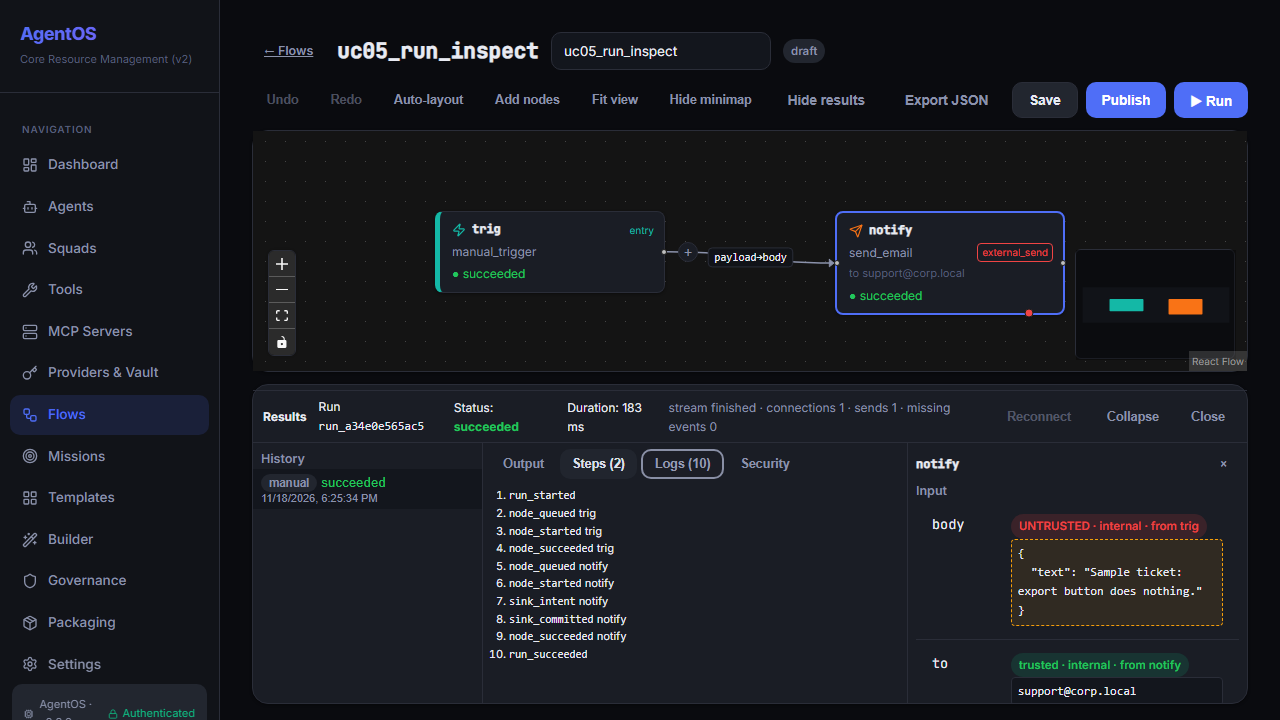 AgentOS
Core Resource Management (v2)
NAVIGATION
Dashboard
Agents
Squads
Tools
MCP Servers
Providers & Vault
Flows
Missions
Templates
Builder
Governance
Packaging
Settings
AgentOS ·
Authenticated
← Flows
uc05_run_inspect
uc05_run_inspect
draft
Undo
Redo
Auto-layout
Add nodes
Fit view
Hide minimap
Hide results
Export JSON
Save
Publish
▶ Run
trig
entry
manual_trigger
● succeeded
+
payload→body
notify
send_email
external_send
to support@corp.local
● succeeded
React Flow
Results
Run
run_a34e0e565ac5
Status:
succeeded
Duration: 183
ms
stream finished · connections 1 · sends 1 · missing
events 0
Reconnect
Collapse
Close
History
manual succeeded
11/18/2026, 6:25:34 PM
Output
Steps (2)
Logs (10)
Security
1. run_started
2. node_queued trig
3. node_started trig
4. node_succeeded trig
5. node_queued notify
6. node_started notify
7. sink_intent notify
8. sink_committed notify
9. node_succeeded notify
10. run_succeeded
notify
×
Input
body
UNTRUSTED · internal · from trig
{
"text": "Sample ticket:
export button does nothing."
}
to
trusted · internal · from notify
support@corp.local